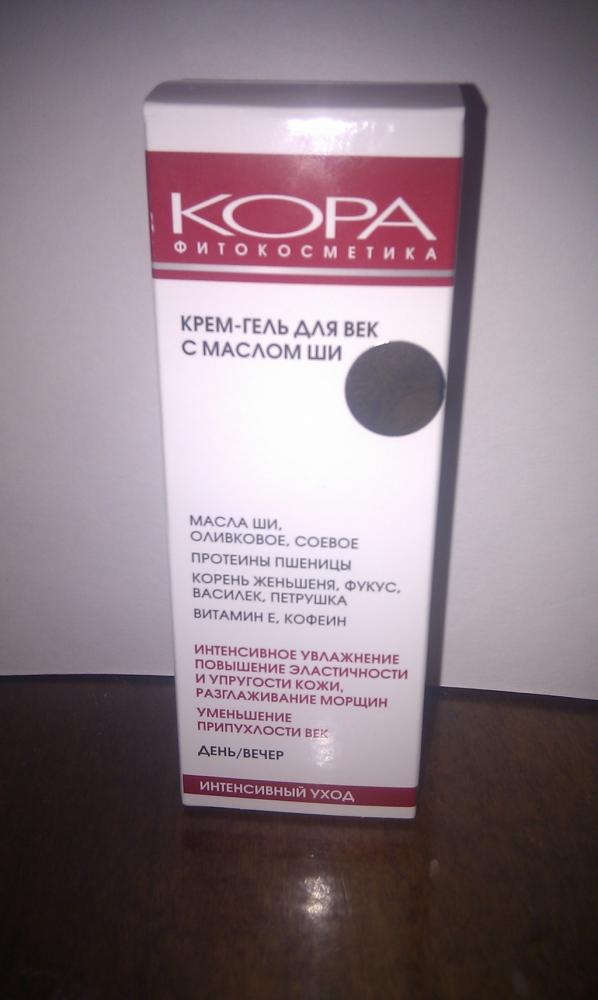 КОРА
ФИТОКОСМЕТИКА
КРЕМ-ГЕЛЬ ДЛЯ ВЕК
С МАСЛОМ ШИ
МАСЛА ШИ,
ОЛИВКОВОЕ, СОЕВОЕ
ПРОТЕИНЫ ПШЕНИЦЫ
КОРЕНЬ ЖЕНЬШЕНЯ, ФУКУС,
ВАСИЛЕК, ПЕТРУШКА
ВИТАМИН Е, КОФЕИН
ИНТЕНСИВНОЕ УВЛАЖНЕНИЕ
ПОВЫШЕНИЕ ЭЛАСТИЧНОСТИ
И УПРУГОСТИ КОЖИ,
РАЗГЛАЖИВАНИЕ МОРЩИН
УМЕНЬШЕНИЕ
ПРИПУХЛОСТИ ВЕК
ДЕНЬ/ВЕЧЕР
ИНТЕНСИВНЫЙ УХОД